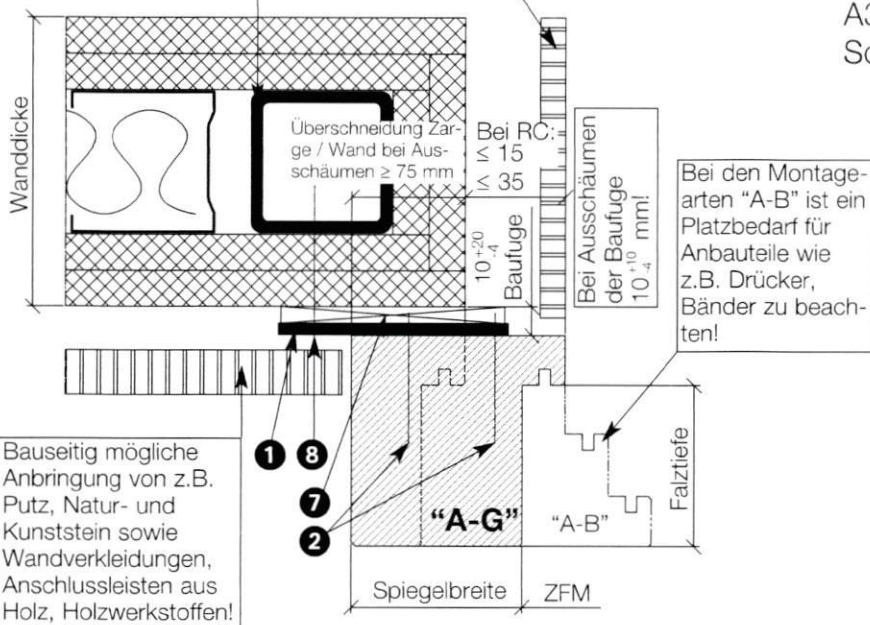 A3
Sc
Wanddicke
Überschneidung Zar-
ge / Wand bei Aus-
schäumen ≥ 75 mm
Bei RC:
≤ 15
≤ 35
10 +20 -4
Baufuge
Bei Ausschäumen
der Baufuge
10 +10 -4 mm!
Bei den Montage-
arten "A-B" ist ein
Platzbedarf für
Anbauteile wie
z.B. Drücker,
Bänder zu beach-
ten!
Bauseitig mögliche
Anbringung von z.B.
Putz, Natur- und
Kunststein sowie
Wandverkleidungen,
Anschlussleisten aus
Holz, Holzwerkstoffen!
1 8
7
2
"A-G"
"A-B"
Falztiefe
Spiegelbreite
ZFM